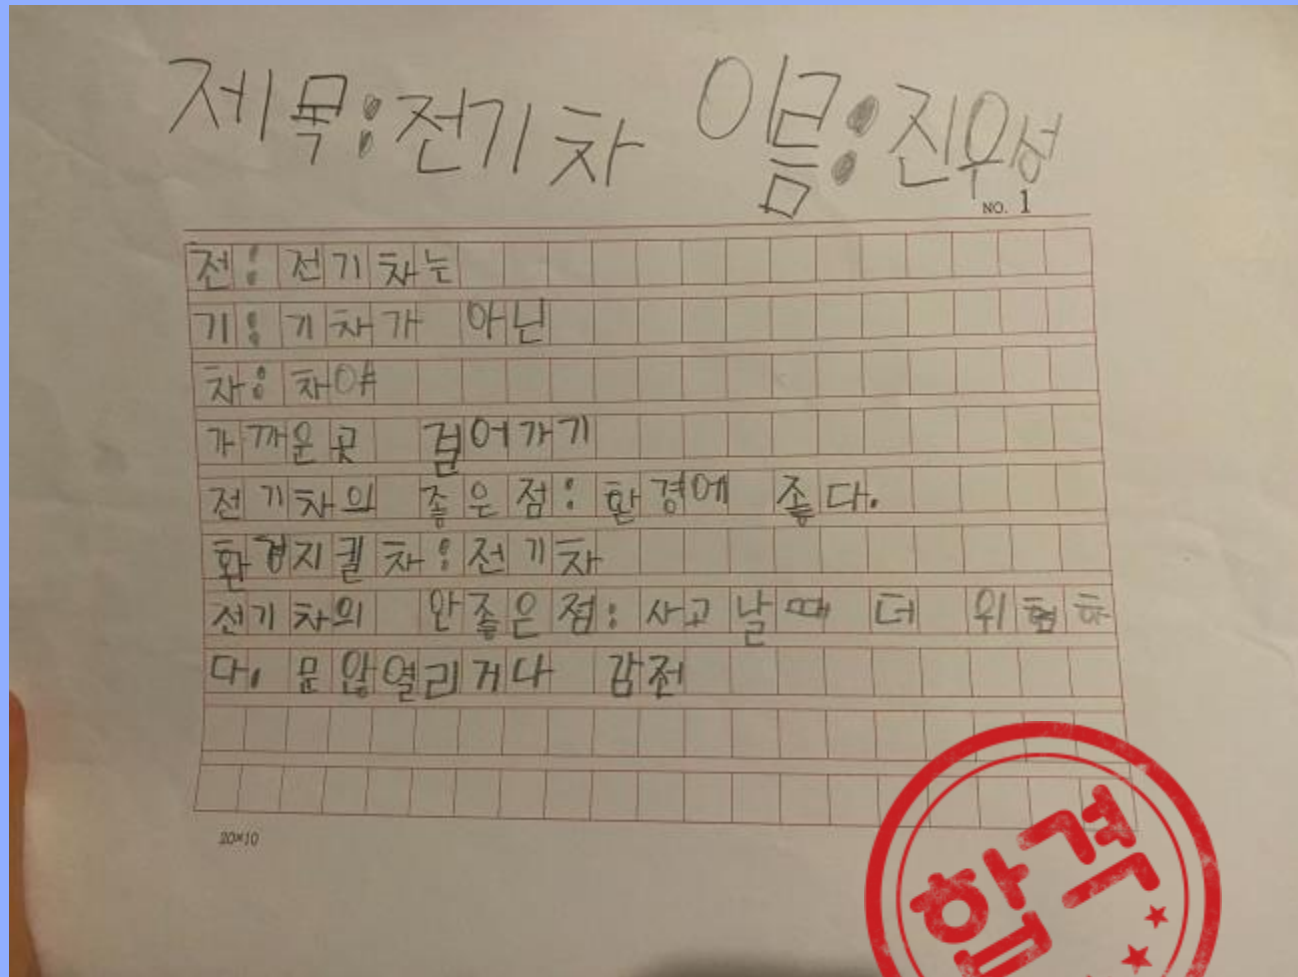 제목:전기차 이름:진우성
NO. 1
전: 전기차는
기: 기차가 아닌
차: 차야
가까운곳 걸어가기
전기차의 좋은점: 환경에 좋다.
환경지킬차: 전기차
전기차의 안좋은점: 사고날때 더 위험하
다. 문않열리거나 감전
20×10
합격